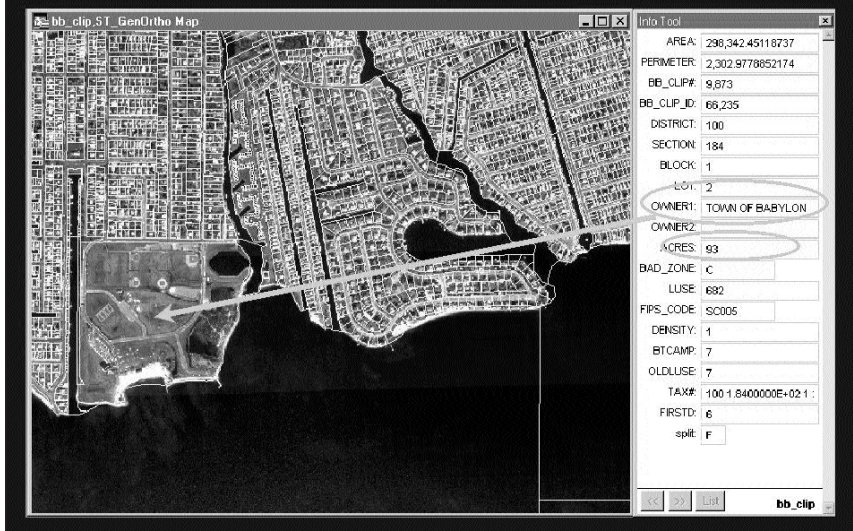 bb_clip,ST_GenOrtho Map
Info Tool
AREA: 298,342.45118737
PERIMETER: 2,302.9778852174
BB_CLIP#: 9,873
BB_CLIP_ID: 66,235
DISTRICT: 100
SECTION: 184
BLOCK: 1
LOT: 2
OWNER1: TOWN OF BABYLON
OWNER2:
ACRES: 93
BAD_ZONE: C
LUSE: 682
FIPS_CODE: SC005
DENSITY: 1
BTCAMP: 7
OLDLUSE: 7
TAX#: 100 1.8400000E+02 1 :
FIRSTD: 6
split: F
<< >> List bb_clip